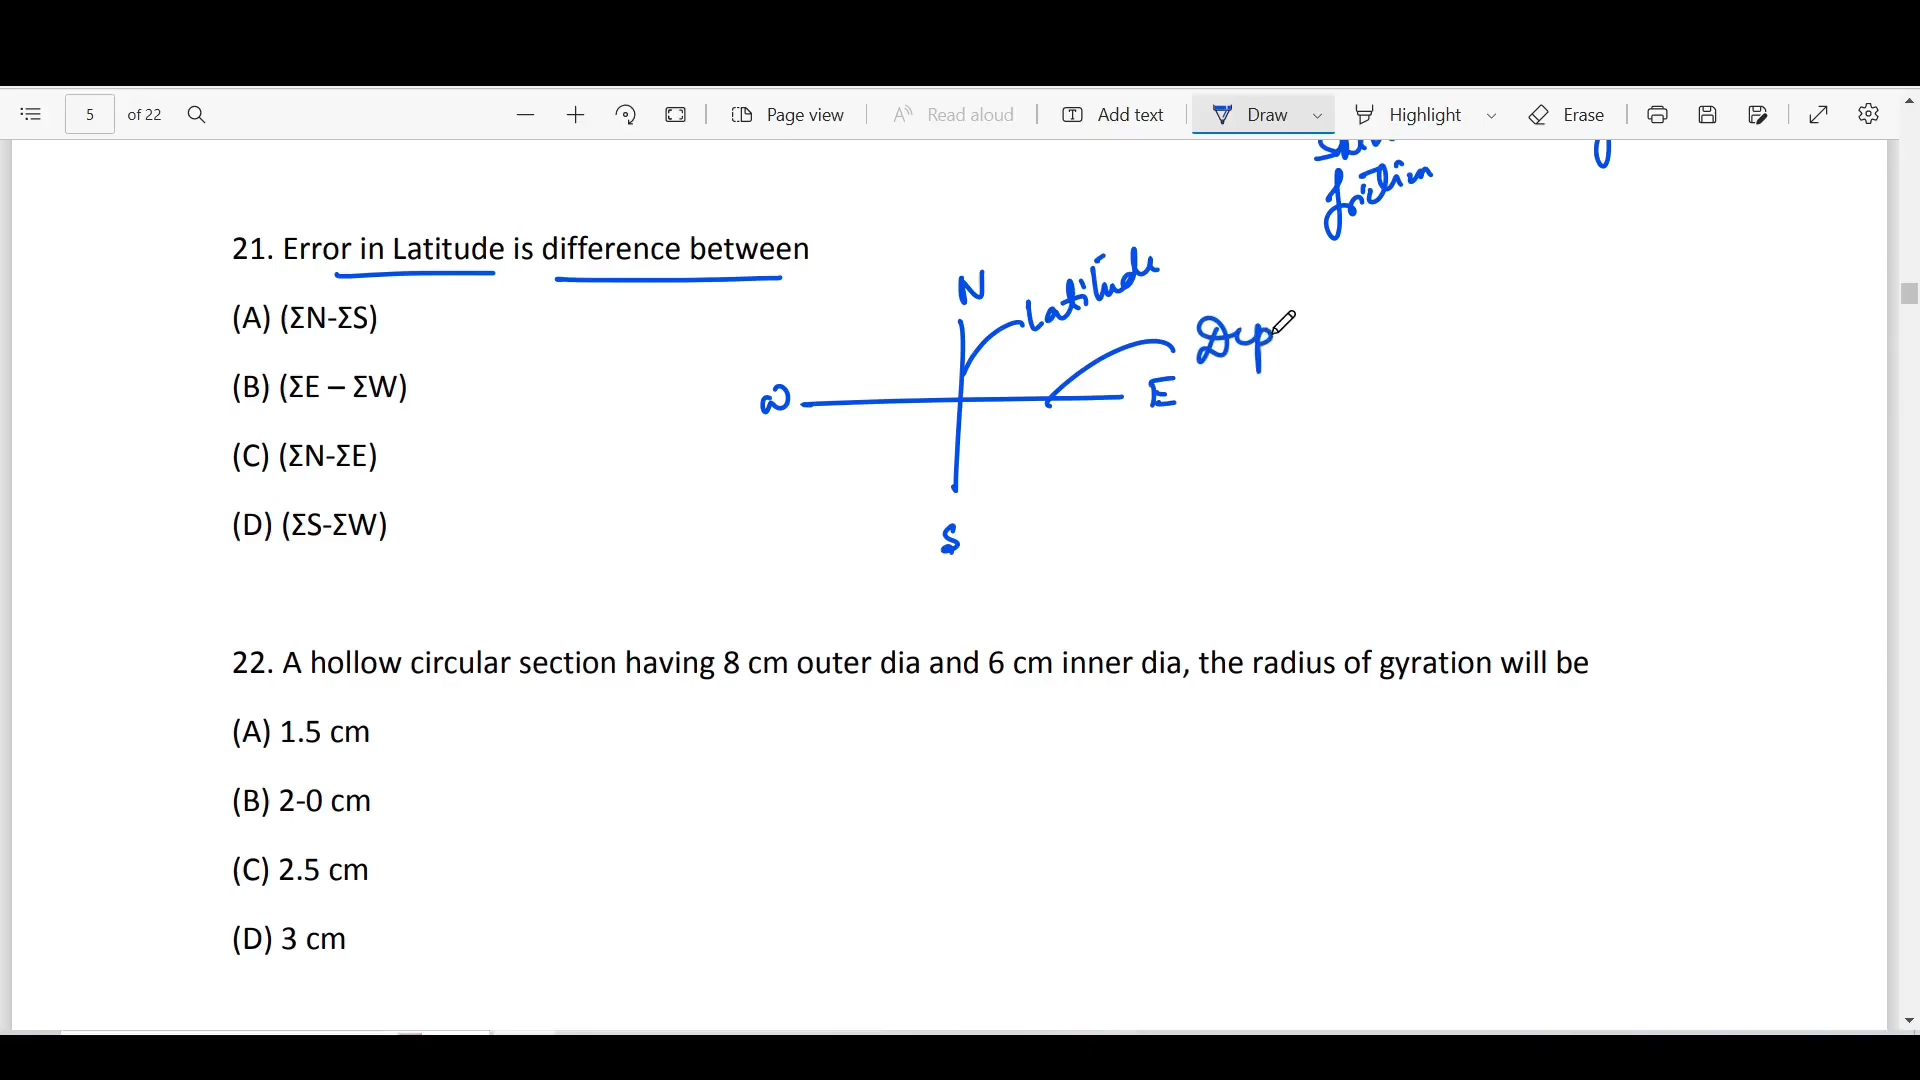 5 of 22 Page view Read aloud Add text Draw Highlight Erase
friction
21. Error in Latitude is difference between
N Latitude
(A) (ΣN-ΣS)
Dep
(B) (ΣE – ΣW)
W E
(C) (ΣN-ΣE)
(D) (ΣS-ΣW)
S
22. A hollow circular section having 8 cm outer dia and 6 cm inner dia, the radius of gyration will be
(A) 1.5 cm
(B) 2-0 cm
(C) 2.5 cm
(D) 3 cm